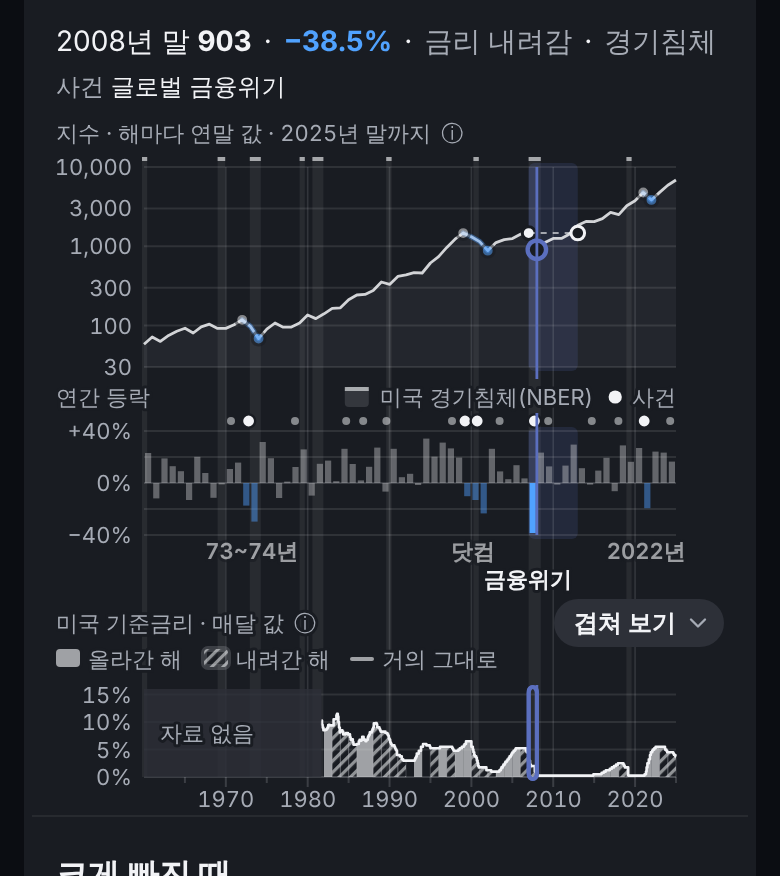 2008년 말 903 · −38.5% · 금리 내려감 · 경기침체
사건 글로벌 금융위기
지수 · 해마다 연말 값 · 2025년 말까지 ⓘ
10,000
3,000
1,000
300
100
30
연간 등락
미국 경기침체(NBER) 사건
+40%
0%
−40%
73~74년 닷컴 2022년
금융위기
미국 기준금리 · 매달 값 ⓘ
겹쳐 보기
올라간 해 내려간 해 거의 그대로
15%
10%
5%
0%
자료 없음
1970 1980 1990 2000 2010 2020
크게 빠진 때